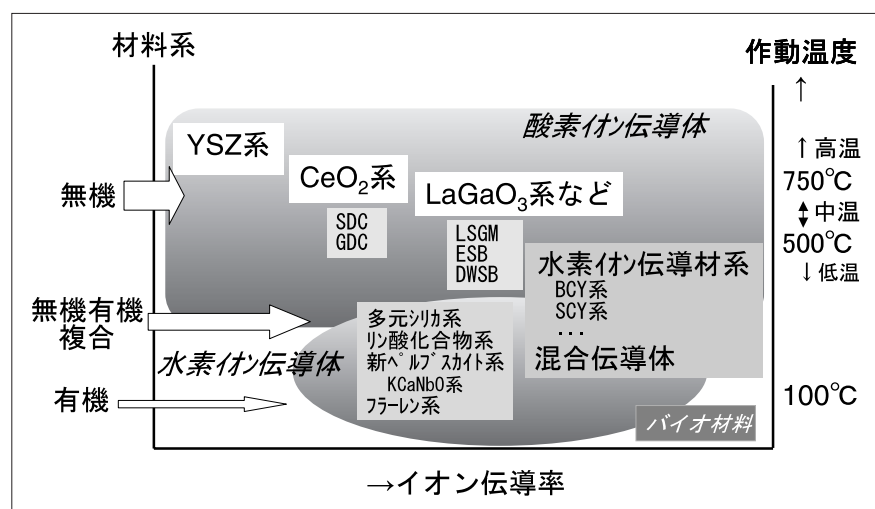 材料系
作動温度
↑
酸素ｲｵﾝ伝導体
YSZ系
↑高温
CeO₂系
750℃
無機
LaGaO₃系など
中温
SDC
GDC
LSGM
ESB
DWSB
500℃
↓低温
水素ｲｵﾝ伝導材系
BCY系
SCY系
･･･
混合伝導体
無機有機
複合
多元ｼﾘｶ系
リン酸化合物系
新ﾍﾟﾙﾌﾞｽカイト系
KCaNbO系
フラーレン系
水素ｲｵﾝ伝導体
有機
100℃
バイオ材料
→イオン伝導率